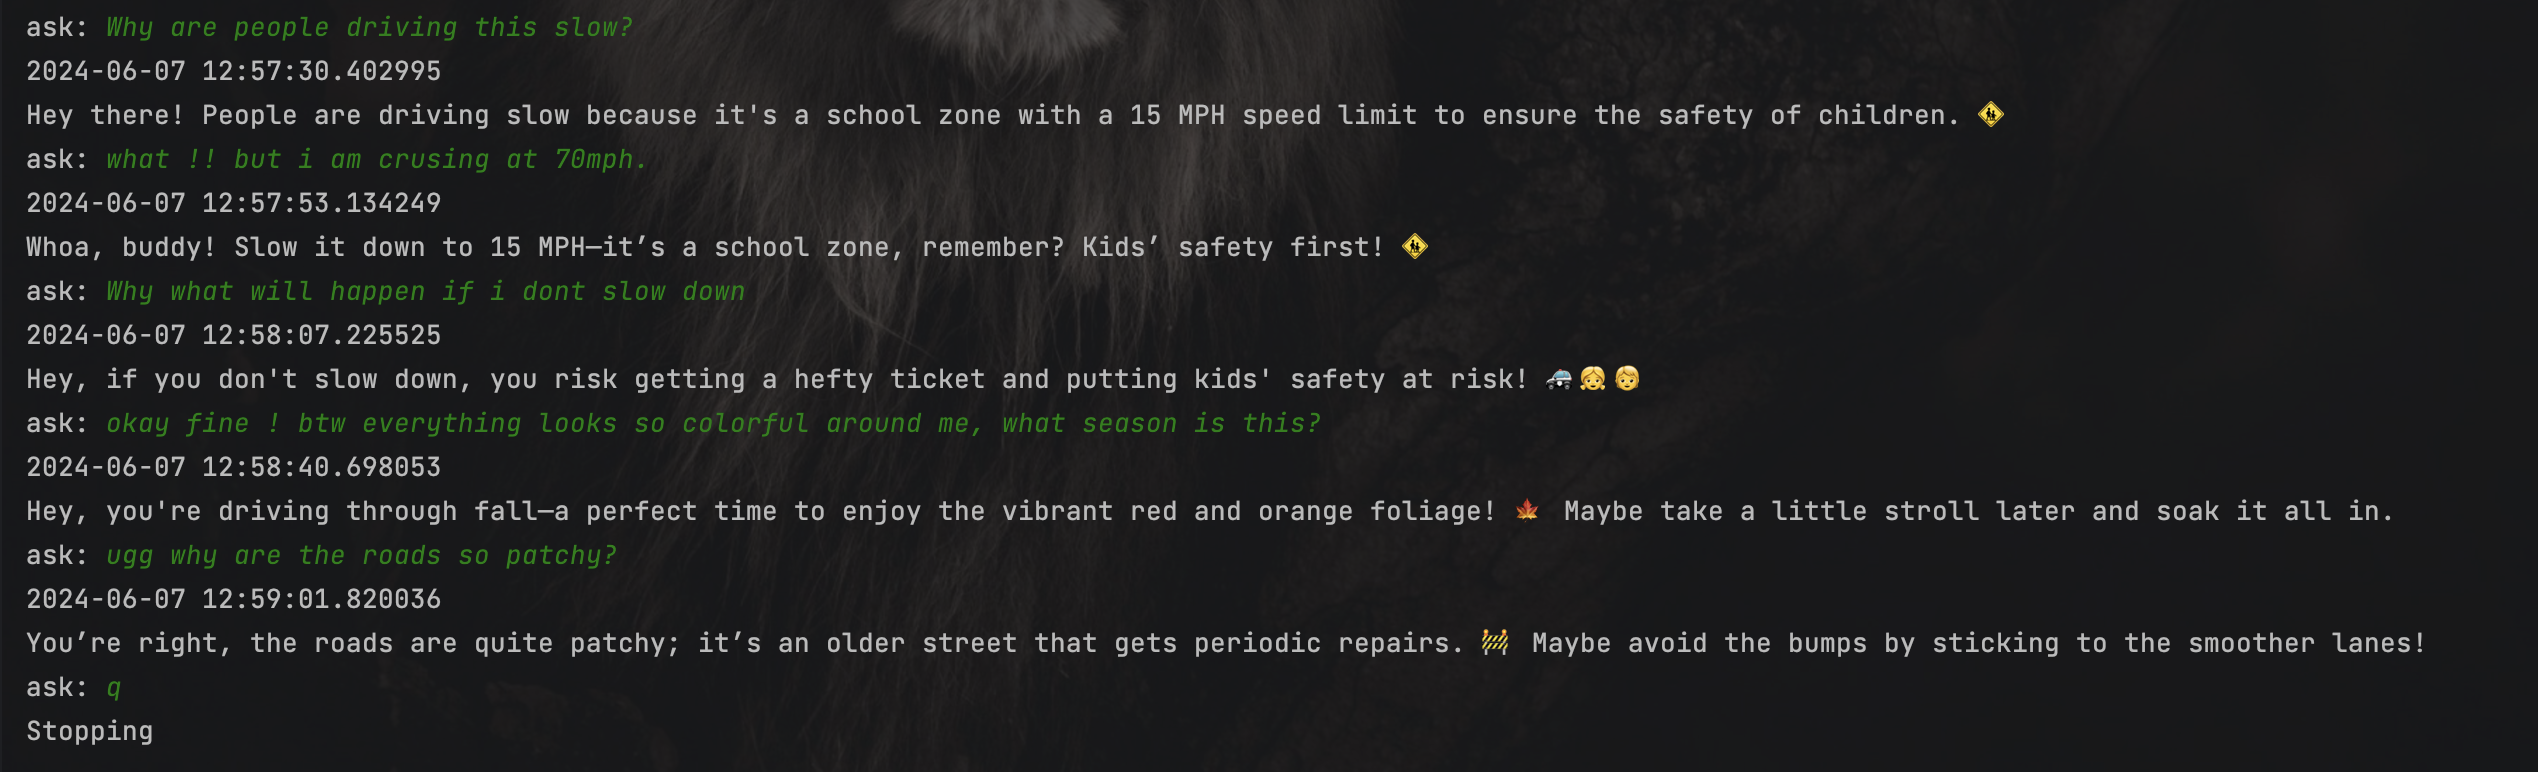 ask: Why are people driving this slow?
2024-06-07 12:57:30.402995
Hey there! People are driving slow because it's a school zone with a 15 MPH speed limit to ensure the safety of children. 🚸
ask: what !! but i am crusing at 70mph.
2024-06-07 12:57:53.134249
Whoa, buddy! Slow it down to 15 MPH—it’s a school zone, remember? Kids’ safety first! 🚸
ask: Why what will happen if i dont slow down
2024-06-07 12:58:07.225525
Hey, if you don't slow down, you risk getting a hefty ticket and putting kids' safety at risk! 🚓👧🧒
ask: okay fine ! btw everything looks so colorful around me, what season is this?
2024-06-07 12:58:40.698053
Hey, you're driving through fall—a perfect time to enjoy the vibrant red and orange foliage! 🍁 Maybe take a little stroll later and soak it all in.
ask: ugg why are the roads so patchy?
2024-06-07 12:59:01.820036
You’re right, the roads are quite patchy; it’s an older street that gets periodic repairs. 🚧 Maybe avoid the bumps by sticking to the smoother lanes!
ask: q
Stopping